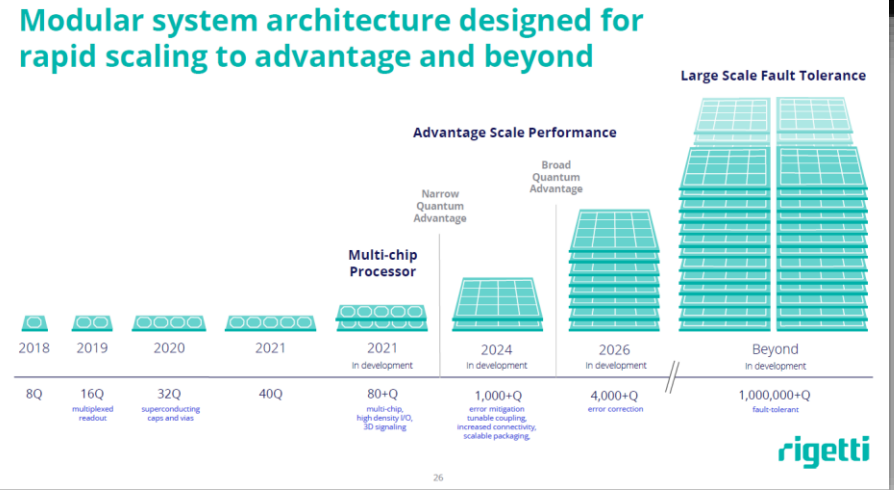 Modular system architecture designed for
rapid scaling to advantage and beyond
Large Scale Fault Tolerance
Advantage Scale Performance
Broad
Quantum
Advantage
Narrow
Quantum
Advantage
Multi-chip
Processor
2018
2019
2020
2021
2021
In development
2024
In development
2026
In development
Beyond
In development
8Q
16Q
multiplexed
readout
32Q
superconducting
caps and vias
40Q
80+Q
multi-chip,
high density I/O,
3D signaling
1,000+Q
error mitigation
tunable coupling,
increased connectivity,
scalable packaging,
4,000+Q
error correction
1,000,000+Q
fault-tolerant
rigetti
26